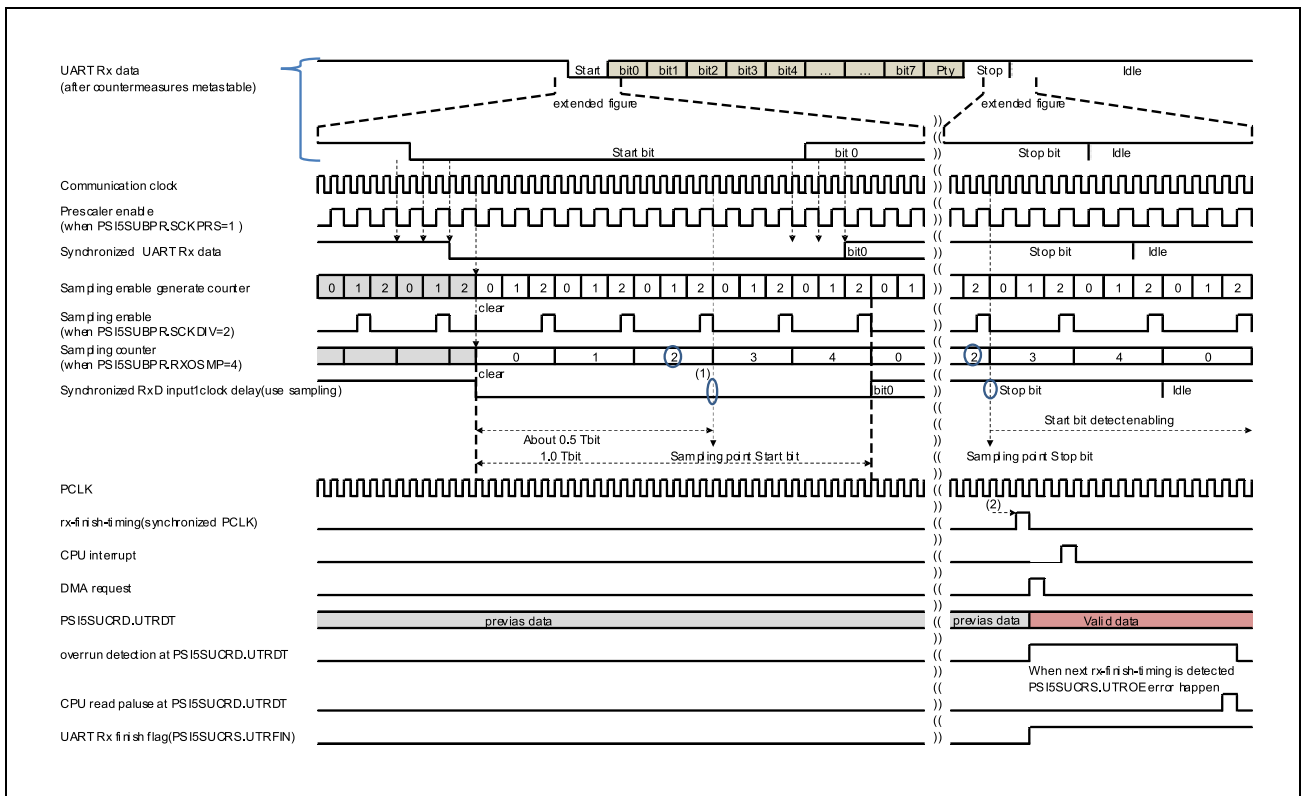 UART Rx data
(after countermeasures metastable)
Start bit0 bit1 bit2 bit3 bit4 ... ... bit7 Pty Stop Idle
extended figure extended figure
Start bit bit 0 Stop bit Idle
Communication clock
Prescaler enable
(when PSI5SUBPR.SCKPRS=1 )
Synchronized UART Rx data bit0 Stop bit Idle
Sampling enable generate counter 0 1 2 0 1 2 0 1 2 0 1 2 0 1 2 0 1 2 0 1 2 0 1 2 0 1 2 0 1 2 0 1 2
clear
Sampling enable
(when PSI5SUBPR.SCKDIV=2)
Sampling counter
(when PSI5SUBPR.RXOSMP=4) 0 1 2 3 4 0 2 3 4 0
clear (1)
Synchronized RxD input1clock delay(use sampling) bit0 Stop bit Idle
Start bit detect enabling
About 0.5 Tbit
1.0 Tbit Sampling point Start bit Sampling point Stop bit
PCLK
(2)
rx-finish-timing(synchronized PCLK)
CPU interrupt
DMA request
PSI5SUCRD.UTRDT previas data previas data Valid data
overrun detection at PSI5SUCRD.UTRDT
When next rx-finish-timing is detected
PSI5SUCRS.UTROE error happen
CPU read paluse at PSI5SUCRD.UTRDT
UART Rx finish flag(PSI5SUCRS.UTRFIN)